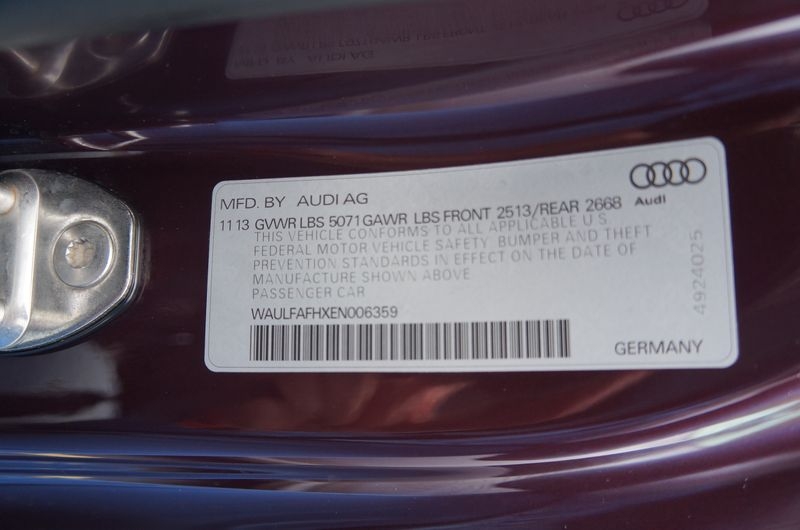 MFD. BY AUDI AG
Audi
11 13 GVWR LBS 5071 GAWR LBS FRONT 2513/REAR 2668
THIS VEHICLE CONFORMS TO ALL APPLICABLE U.S.
FEDERAL MOTOR VEHICLE SAFETY, BUMPER AND THEFT
PREVENTION STANDARDS IN EFFECT ON THE DATE OF
MANUFACTURE SHOWN ABOVE.
PASSENGER CAR
WAULFAFHXEN006359
GERMANY
4924025